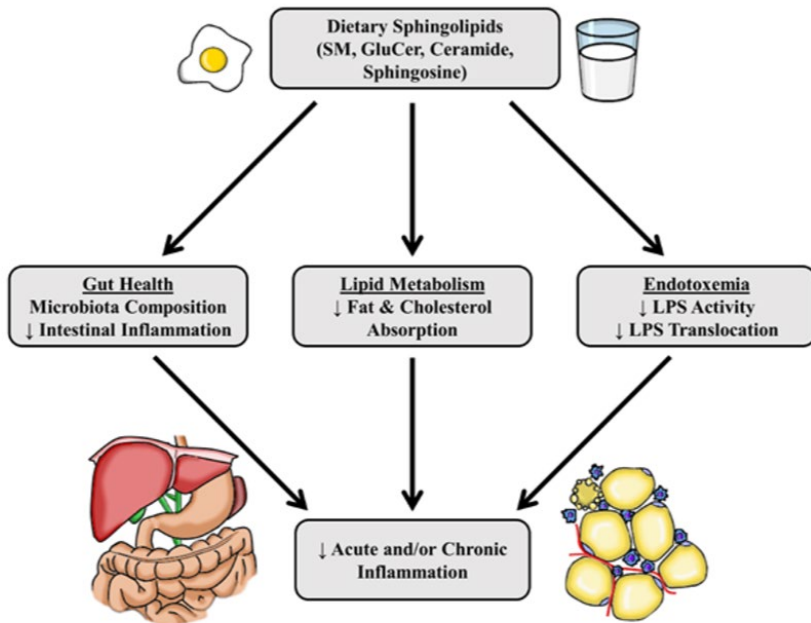 Dietary Sphingolipids
(SM, GluCer, Ceramide,
Sphingosine)
Gut Health
Microbiota Composition
↓ Intestinal Inflammation
Lipid Metabolism
↓ Fat & Cholesterol
Absorption
Endotoxemia
↓ LPS Activity
↓ LPS Translocation
↓ Acute and/or Chronic
Inflammation